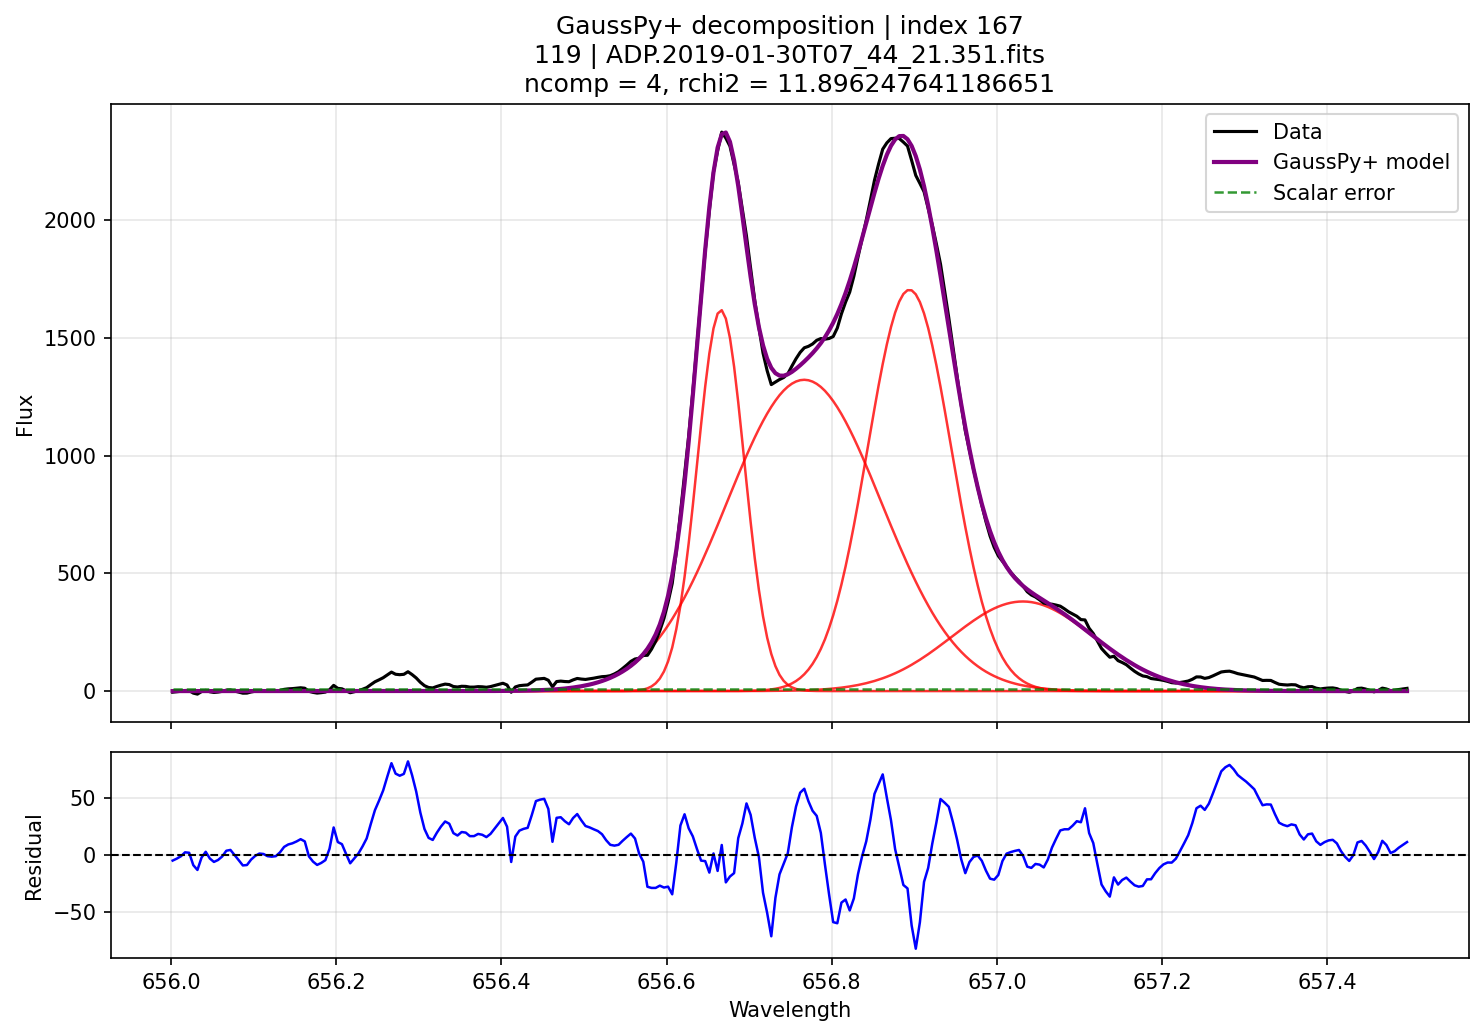 GaussPy+ decomposition | index 167
119 | ADP.2019-01-30T07_44_21.351.fits
ncomp = 4, rchi2 = 11.896247641186651
Data
GaussPy+ model
Scalar error
Flux
2000
1500
1000
500
0
Residual
50
0
−50
656.0
656.2
656.4
656.6
656.8
657.0
657.2
657.4
Wavelength